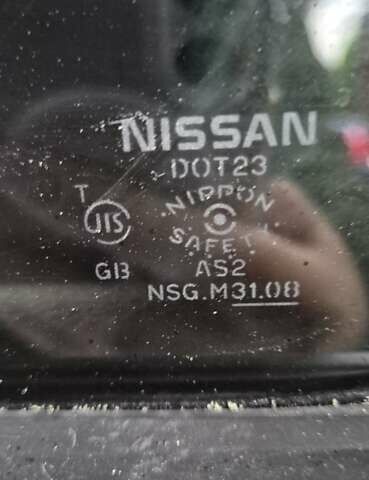 NISSAN
DOT23
T
JIS
NIPPON
SAFETY
GB
AS2
NSG.M31.08